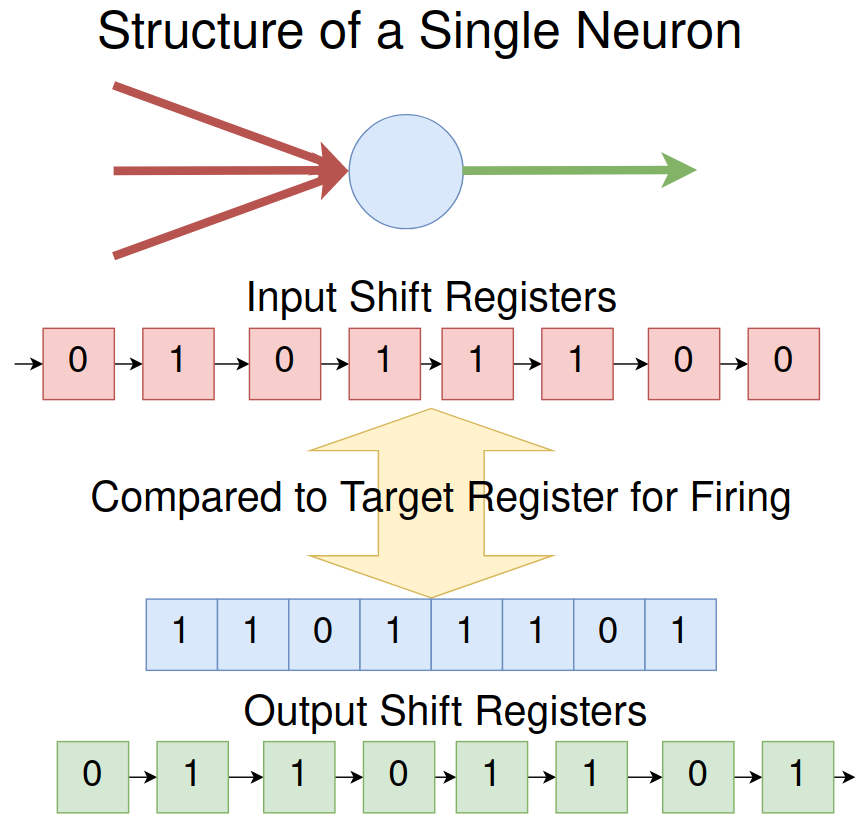 Structure of a Single Neuron
Input Shift Registers
0 1 0 1 1 1 0 0
Compared to Target Register for Firing
1 1 0 1 1 1 0 1
Output Shift Registers
0 1 1 0 1 1 0 1